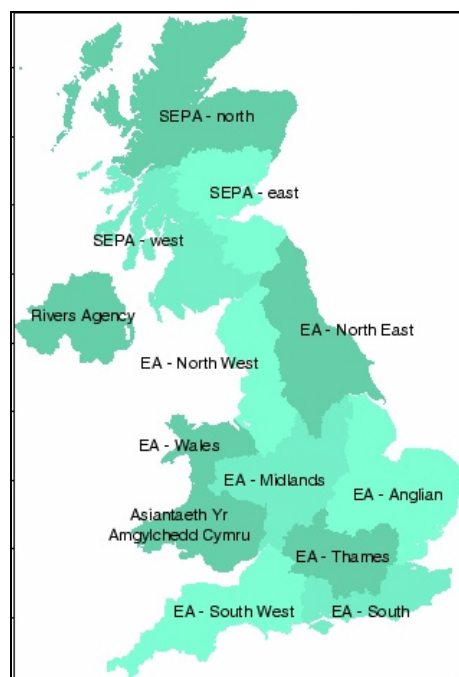 SEPA - north
SEPA - east
SEPA - west
Rivers Agency
EA - North East
EA - North West
EA - Wales
EA - Midlands
EA - Anglian
Asiantaeth Yr
Amgylchedd Cymru
EA - Thames
EA - South West
EA - South